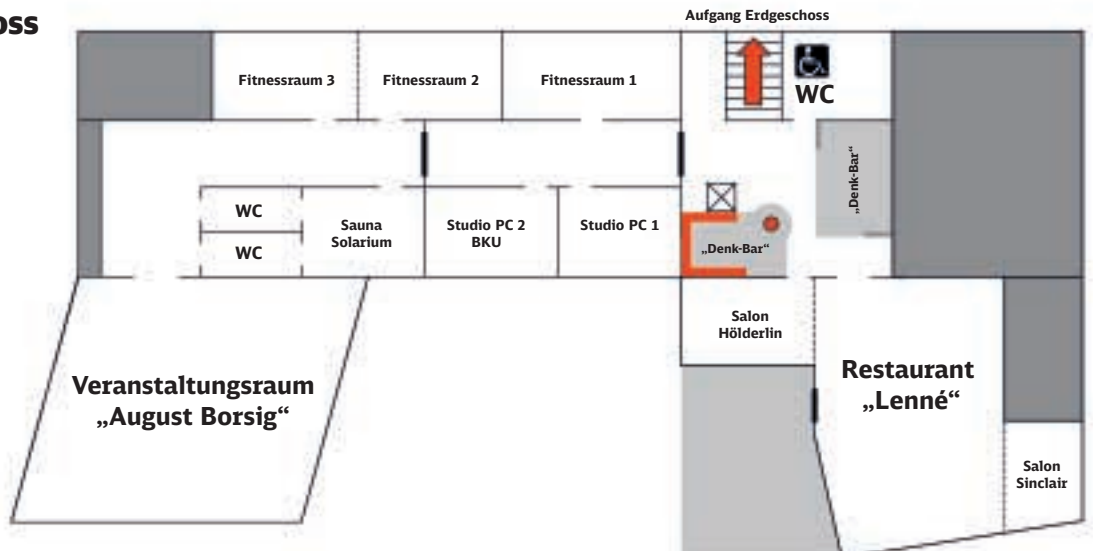 oss
Aufgang Erdgeschoss
Fitnessraum 3
Fitnessraum 2
Fitnessraum 1
WC
„Denk-Bar“
WC
WC
Sauna
Solarium
Studio PC 2
BKU
Studio PC 1
„Denk-Bar“
Salon
Hölderlin
Veranstaltungsraum
„August Borsig“
Restaurant
„Lenné“
Salon
Sinclair